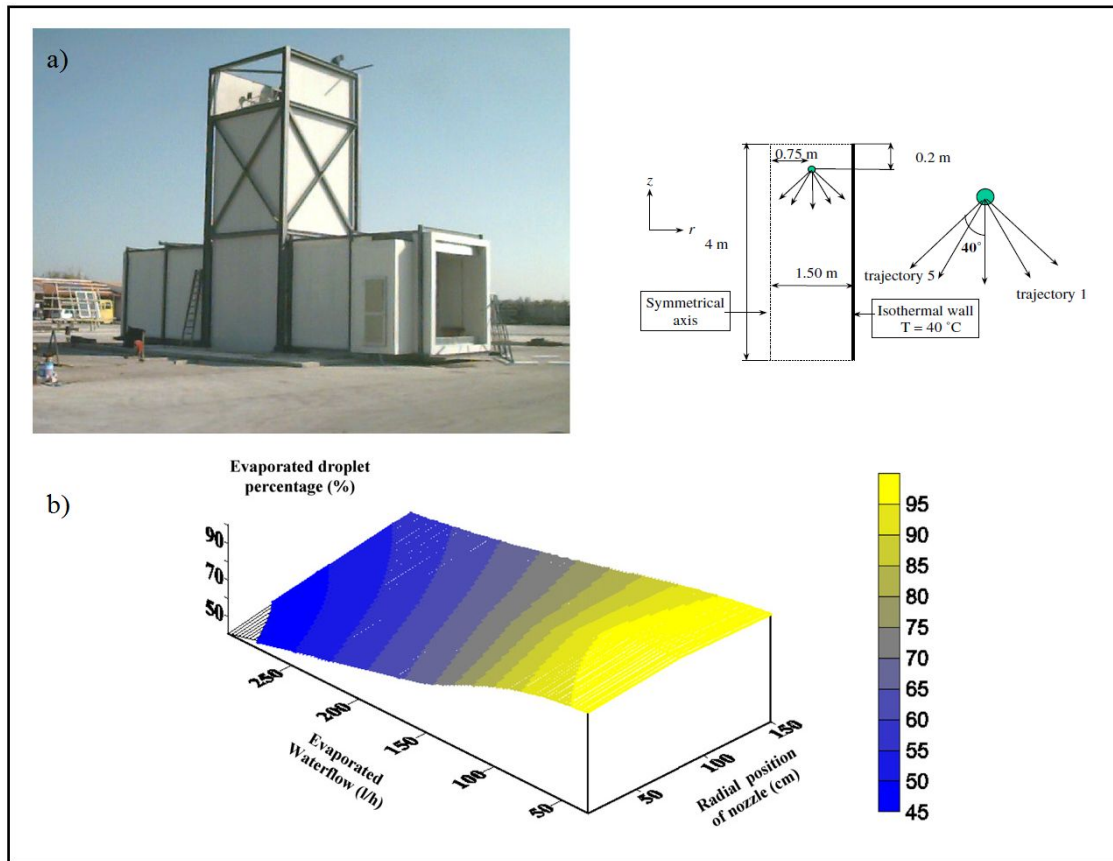 a)
0.75 m
0.2 m
z
r
4 m
40°
1.50 m
trajectory 5
trajectory 1
Symmetrical
axis
Isothermal wall
T = 40 °C
b)
Evaporated droplet
percentage (%)
90
70
50
250
200
150
100
50
Evaporated
Waterflow (l/h)
50
100
150
Radial position
of nozzle (cm)
95
90
85
80
75
70
65
60
55
50
45